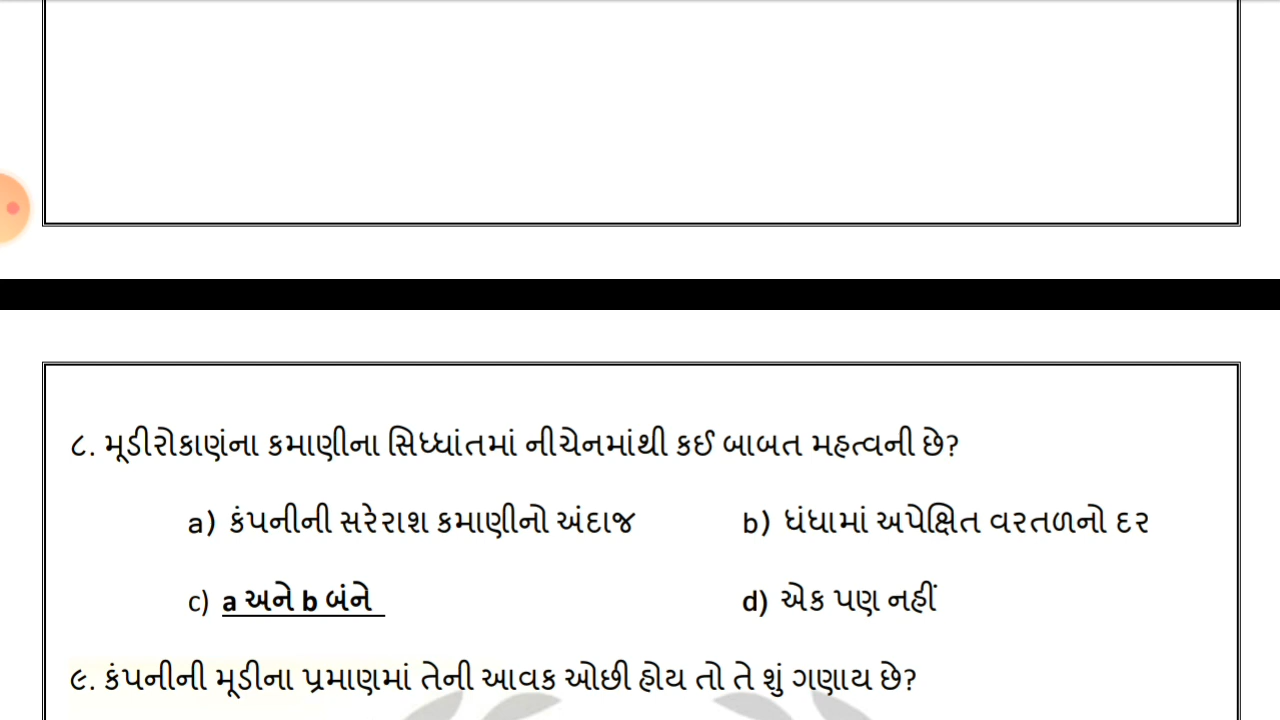 ૮. મૂડીરોકાણંના કમાણીના સિધ્ધાંતમાં નીચેનમાંથી કઈ બાબત મહત્વની છે?
a) કંપનીની સરેરાશ કમાણીનો અંદાજ b) ધંધામાં અપેક્ષિત વરતળનો દર
c) a અને b બંને d) એક પણ નહીં
૯. કંપનીની મૂડીના પ્રમાણમાં તેની આવક ઓછી હોય તો તે શું ગણાય છે?